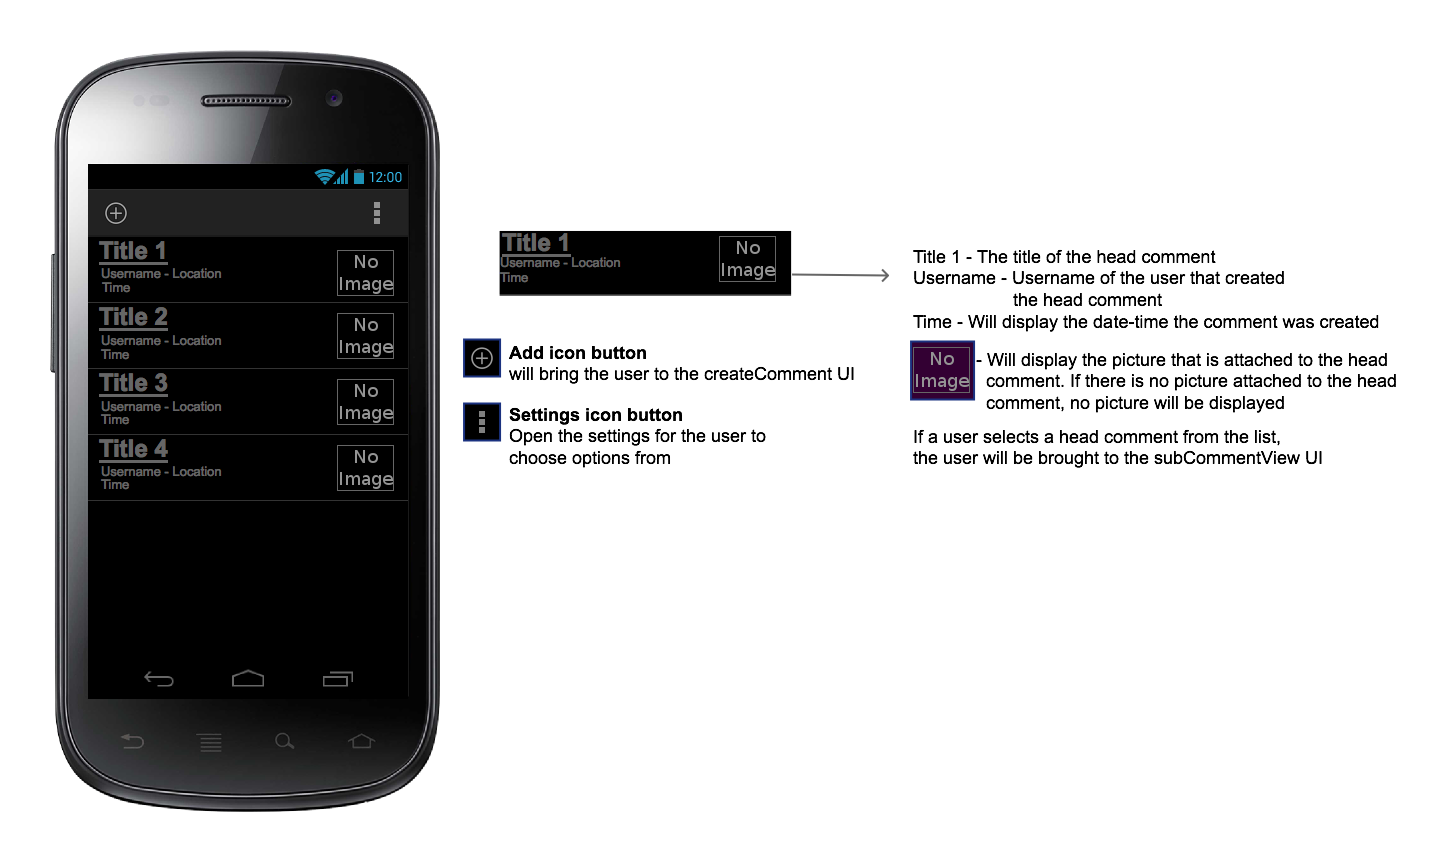 12:00
Title 1
Username - Location
Time
No
Image
Title 2
Username - Location
Time
No
Image
Title 3
Username - Location
Time
No
Image
Title 4
Username - Location
Time
No
Image
Title 1
Username - Location
Time
No
Image
Add icon button
will bring the user to the createComment UI
Settings icon button
Open the settings for the user to
choose options from
Title 1 - The title of the head comment
Username - Username of the user that created
the head comment
Time - Will display the date-time the comment was created
No
Image
- Will display the picture that is attached to the head
comment. If there is no picture attached to the head
comment, no picture will be displayed
If a user selects a head comment from the list,
the user will be brought to the subCommentView UI